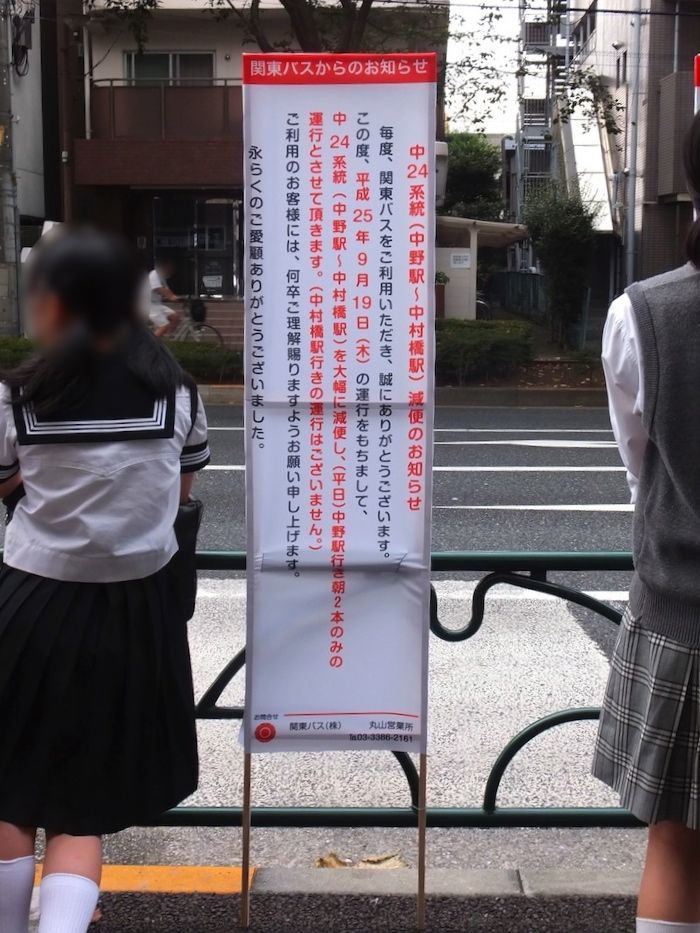 関東バスからのお知らせ
中24系統（中野駅～中村橋駅）減便のお知らせ
毎度、関東バスをご利用いただき、誠にありがとうございます。
この度、平成25年9月19日（木）の運行をもちまして、
中24系統（中野駅～中村橋駅）を大幅に減便し、（平日）中野駅行き朝2本のみの
運行とさせて頂きます。（中村橋駅行きの運行はございません。）
ご利用のお客様には、何卒ご理解賜りますようお願い申し上げます。
永らくのご愛顧ありがとうございました。
お問合せ
関東バス（株） 丸山営業所
℡03-3386-2161